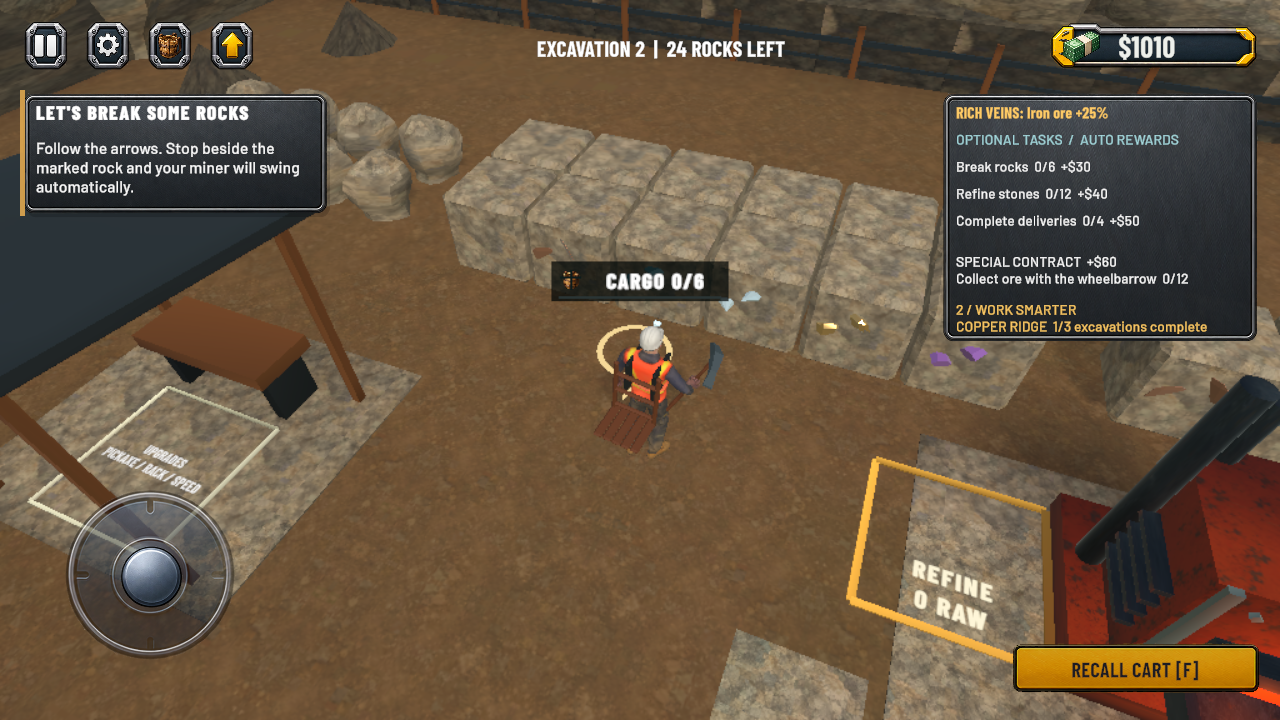 EXCAVATION 2 | 24 ROCKS LEFT
$1010
LET'S BREAK SOME ROCKS
Follow the arrows. Stop beside the
marked rock and your miner will swing
automatically.
RICH VEINS: Iron ore +25%
OPTIONAL TASKS / AUTO REWARDS
Break rocks 0/6 +$30
Refine stones 0/12 +$40
Complete deliveries 0/4 +$50
SPECIAL CONTRACT +$60
Collect ore with the wheelbarrow 0/12
2 / WORK SMARTER
COPPER RIDGE 1/3 excavations complete
CARGO 0/6
UPGRADES
PICKAXE / RACK / SPEED
REFINE
0 RAW
RECALL CART [F]